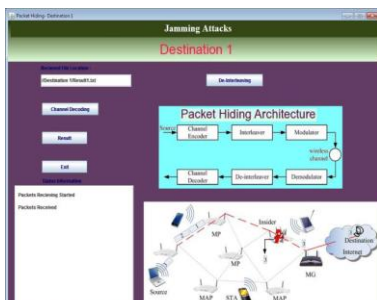 Packet Hiding- Destination1
Jamming Attacks
Destination 1
Received File Location :
/Destination 1/Result1.txt
De-Interleaving
Channel Decoding
Result
Exit
Status Information
Packets Receiving Started
Packets Received
Packet Hiding Architecture
Source
Channel
Encoder
Interleaver
Modulator
wireless
channel
Channel
Decoder
De-interleaver
Demodulator
Insider
MP
MP
Destination
Internet
MG
Source
MAP
STA
MAP